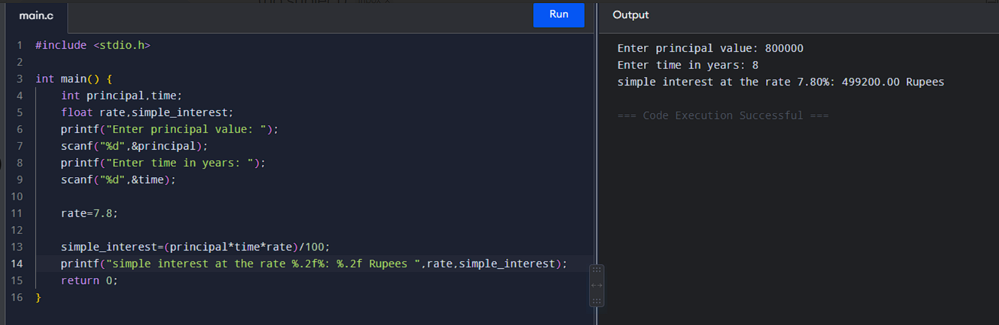 main.c
Run
1 #include <stdio.h>
2
3 int main() {
4 int principal,time;
5 float rate,simple_interest;
6 printf("Enter principal value: ");
7 scanf("%d",&principal);
8 printf("Enter time in years: ");
9 scanf("%d",&time);
10
11 rate=7.8;
12
13 simple_interest=(principal*time*rate)/100;
14 printf("simple interest at the rate %.2f%: %.2f Rupees ",rate,simple_interest);
15 return 0;
16 }
Output
Enter principal value: 800000
Enter time in years: 8
simple interest at the rate 7.80%: 499200.00 Rupees
=== Code Execution Successful ===